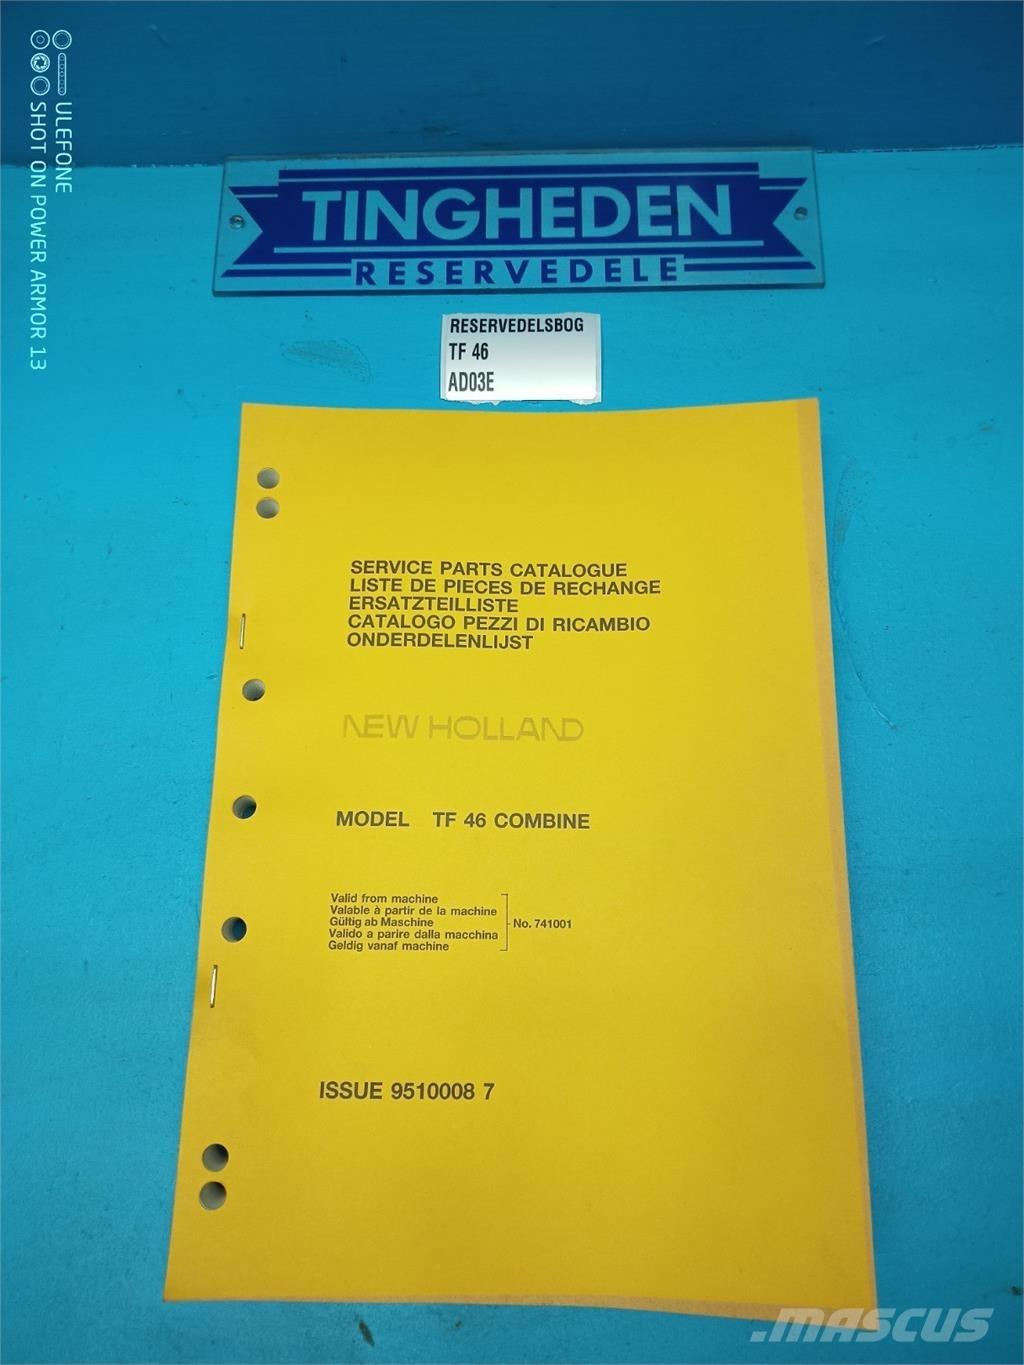 ULEFONE
SHOT ON POWER ARMOR 13
TINGHEDEN
RESERVEDELE
RESERVEDELSBOG
TF 46
AD03E
SERVICE PARTS CATALOGUE
LISTE DE PIECES DE RECHANGE
ERSATZTEILLISTE
CATALOGO PEZZI DI RICAMBIO
ONDERDELENLIJST
NEW HOLLAND
MODEL TF 46 COMBINE
Valid from machine
Valable à partir de la machine
Gültig ab Maschine
Valido a parire dalla macchina
Geldig vanaf machine
No. 741001
ISSUE 9510008 7
.mascus